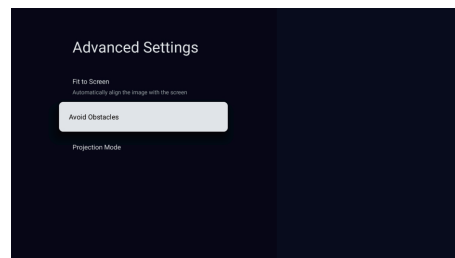 Advanced Settings
Fit to Screen
Automatically align the image with the screen
Avoid Obstacles
Projection Mode